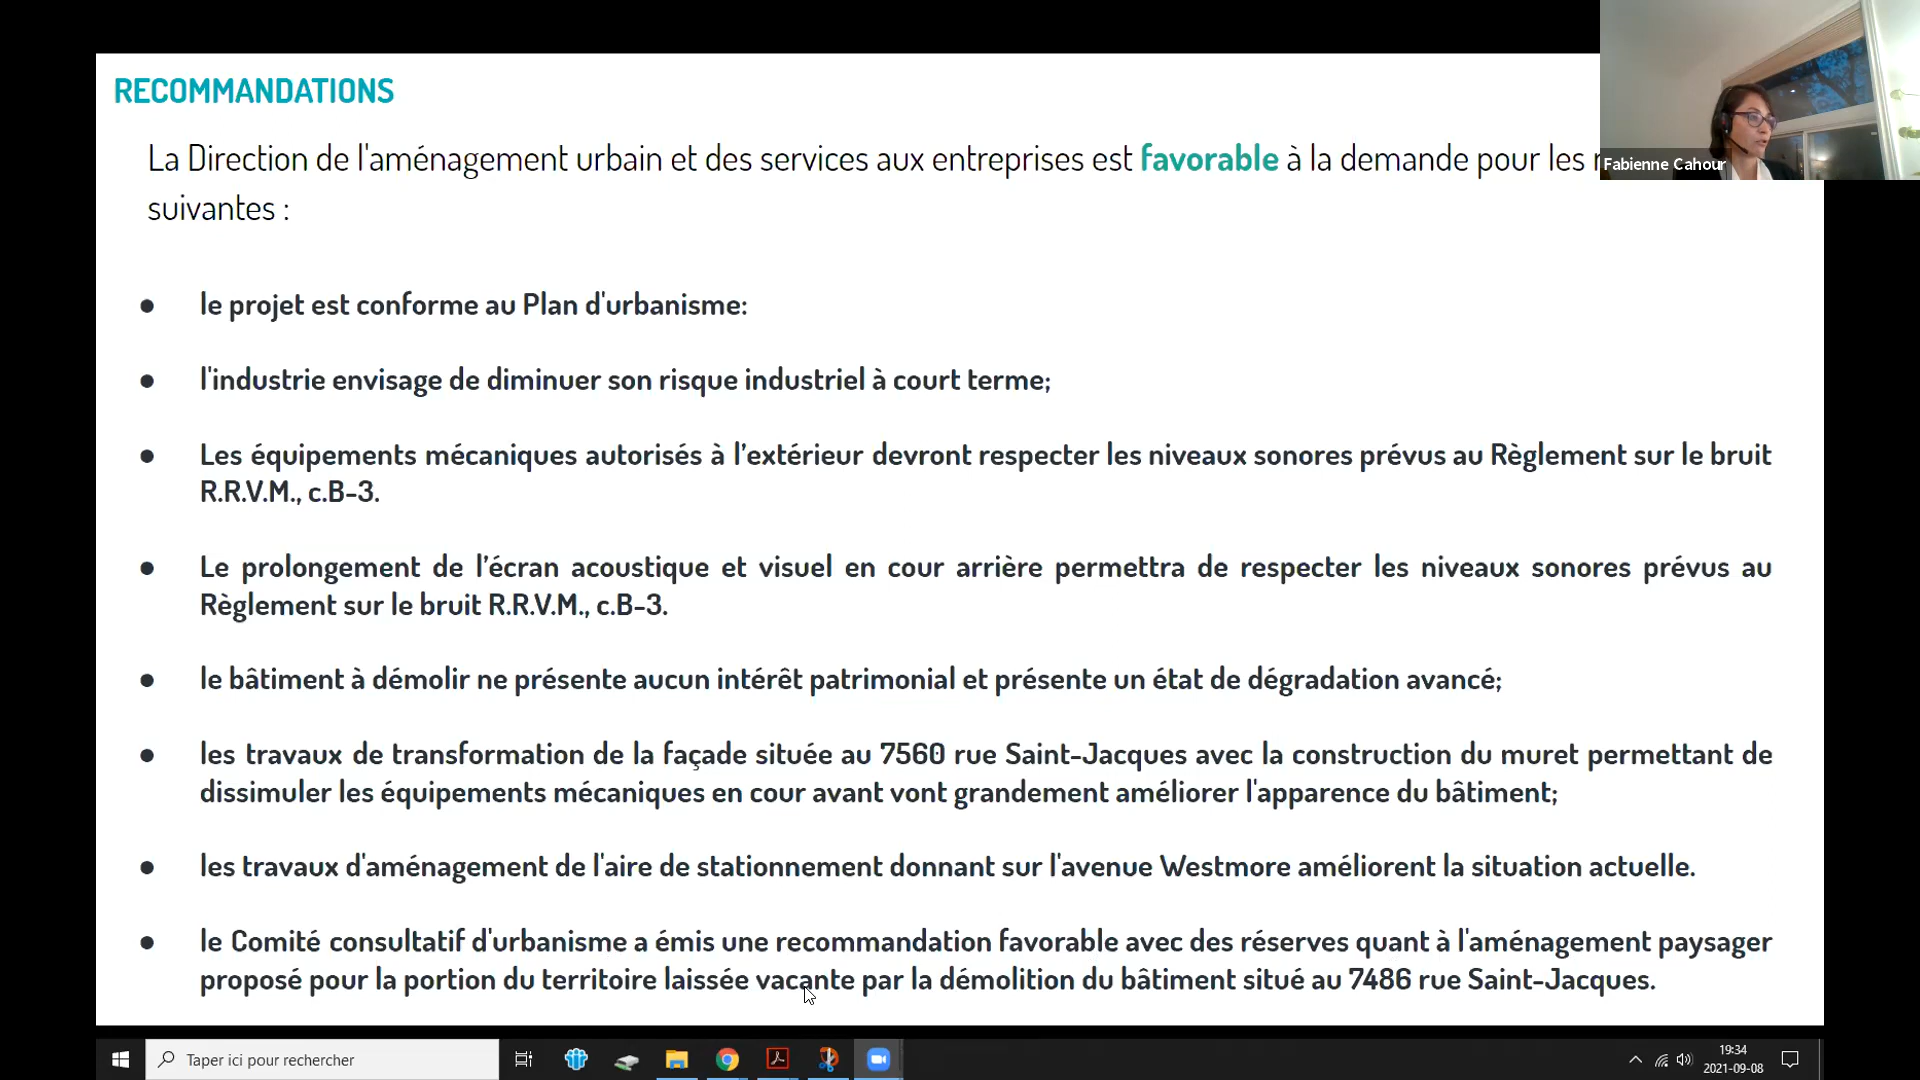 RECOMMANDATIONS
La Direction de l'aménagement urbain et des services aux entreprises est favorable à la demande pour les
suivantes :
Fabienne Cahour
● le projet est conforme au Plan d'urbanisme:
● l'industrie envisage de diminuer son risque industriel à court terme;
● Les équipements mécaniques autorisés à l’extérieur devront respecter les niveaux sonores prévus au Règlement sur le bruit
R.R.V.M., c.B-3.
● Le prolongement de l’écran acoustique et visuel en cour arrière permettra de respecter les niveaux sonores prévus au
Règlement sur le bruit R.R.V.M., c.B-3.
● le bâtiment à démolir ne présente aucun intérêt patrimonial et présente un état de dégradation avancé;
● les travaux de transformation de la façade située au 7560 rue Saint-Jacques avec la construction du muret permettant de
dissimuler les équipements mécaniques en cour avant vont grandement améliorer l'apparence du bâtiment;
● les travaux d'aménagement de l'aire de stationnement donnant sur l'avenue Westmore améliorent la situation actuelle.
● le Comité consultatif d'urbanisme a émis une recommandation favorable avec des réserves quant à l'aménagement paysager
proposé pour la portion du territoire laissée vacante par la démolition du bâtiment situé au 7486 rue Saint-Jacques.
Taper ici pour rechercher
19:34
2021-09-08